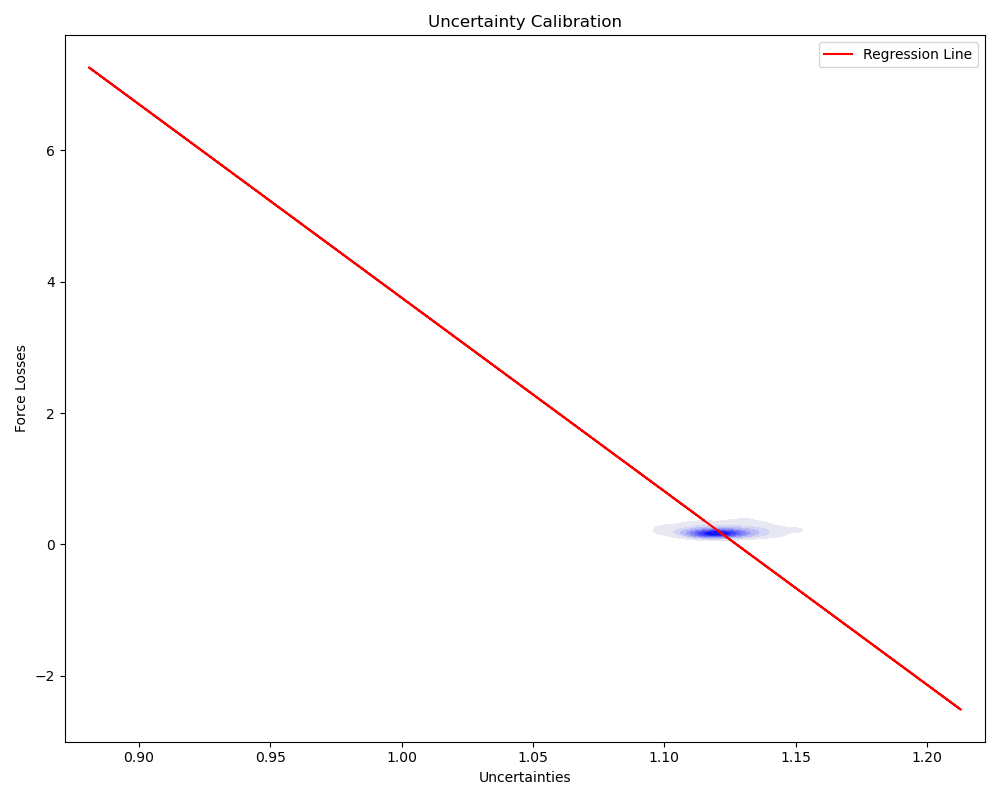 Uncertainty Calibration
Regression Line
Force Losses
6
4
2
0
−2
0.90 0.95 1.00 1.05 1.10 1.15 1.20
Uncertainties